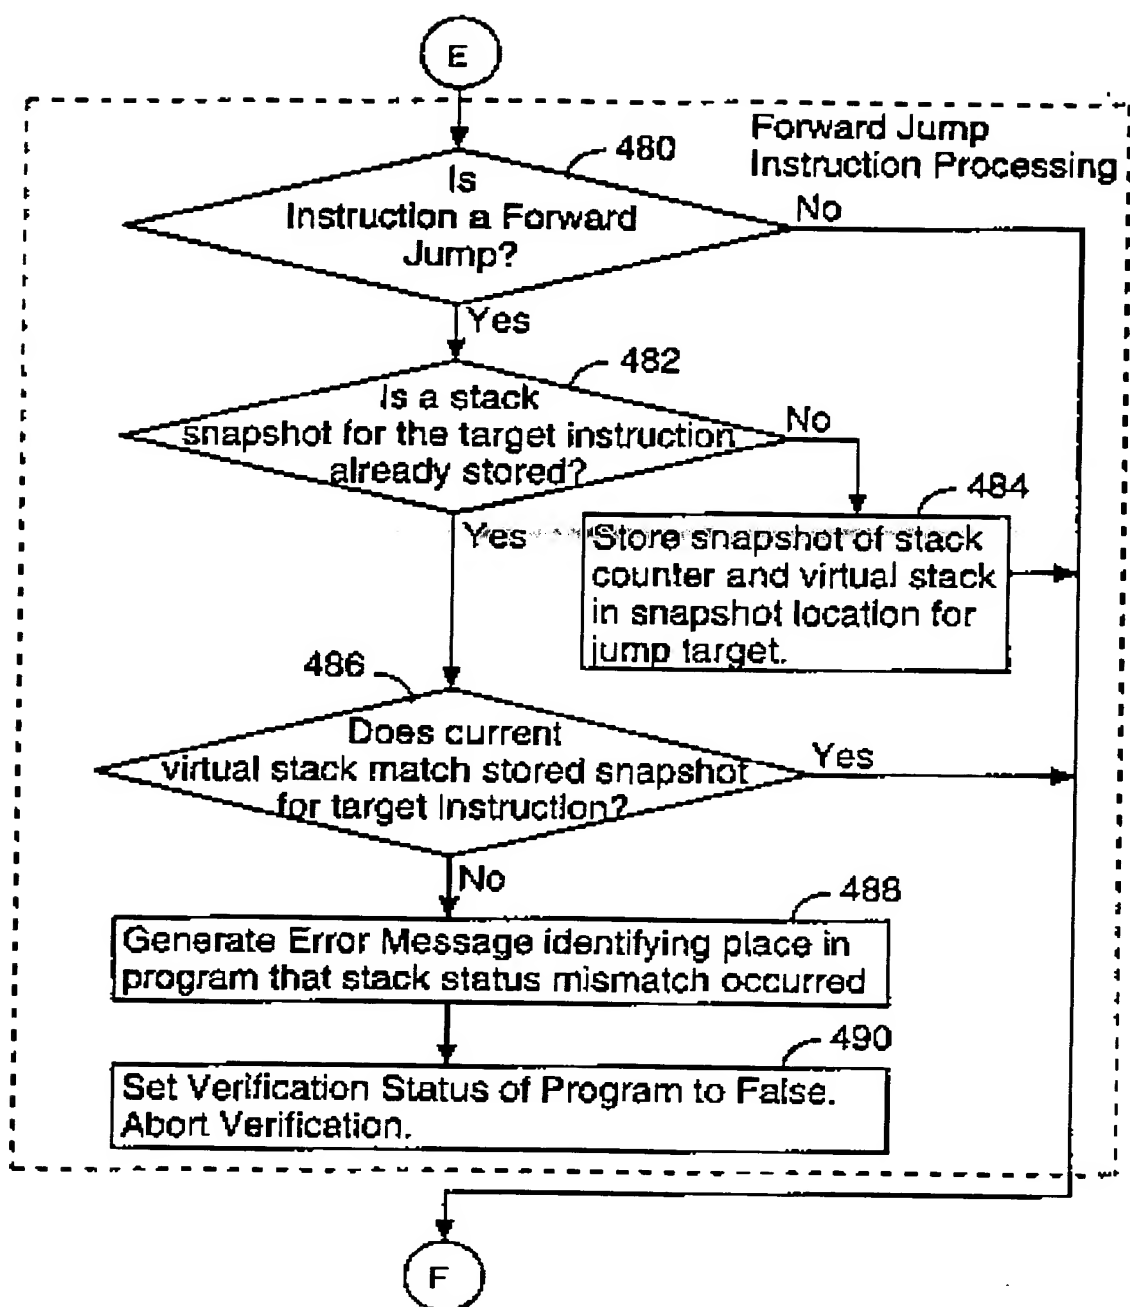 E
Forward Jump
Instruction Processing
480
Is
Instruction a Forward
Jump?
No
Yes
482
Is a stack
snapshot for the target instruction
already stored?
No
Yes
484
Store snapshot of stack
counter and virtual stack
in snapshot location for
jump target.
486
Does current
virtual stack match stored snapshot
for target Instruction?
Yes
No
488
Generate Error Message identifying place in
program that stack status mismatch occurred
490
Set Verification Status of Program to False.
Abort Verification.
F